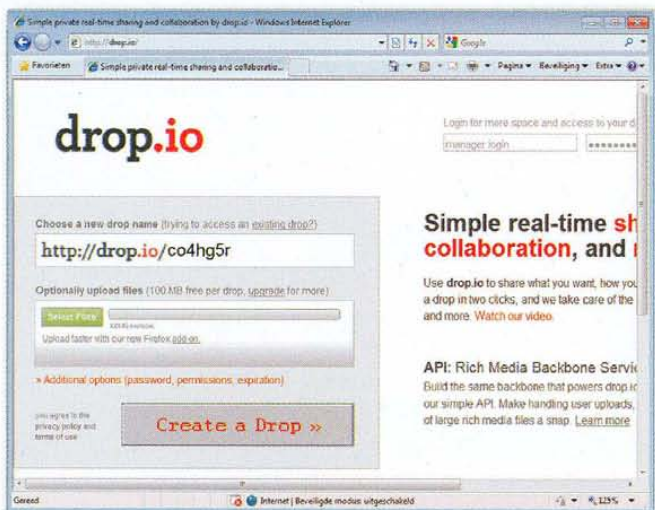 Simple private real-time sharing and collaboration by drop.io - Windows Internet Explorer
http://drop.io/
Google
Favorieten
Simple private real-time sharing and collaboratio...
Pagina
Beveiliging
Extra
drop.io
Login for more space and access to your d
manager login
Choose a new drop name (trying to access an existing drop?)
http://drop.io/co4hg5r
Optionally upload files (100 MB free per drop, upgrade for more)
Select Files
Upload faster with our new Firefox add-on.
» Additional options (password, permissions, expiration)
you agree to the
privacy policy and
terms of use
Create a Drop »
Simple real-time sh
collaboration, and
Use drop.io to share what you want, how you
a drop in two clicks, and we take care of the
and more. Watch our video.
API: Rich Media Backbone Servi
Build the same backbone that powers drop.io
our simple API. Make handling user uploads,
of large rich media files a snap. Learn more
Gereed
Internet | Beveiligde modus: uitgeschakeld
125%